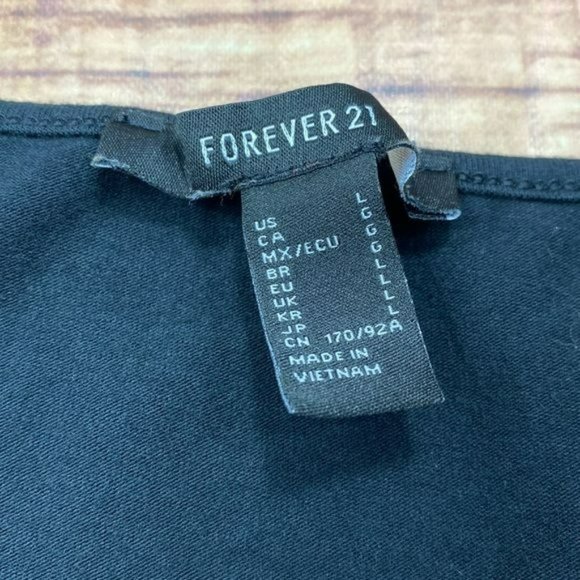 FOREVER 21
US L
CA G
MX/ECU G
BR G
EU L
UK L
KR L
JP L
CN 170/92A
MADE IN
VIETNAM